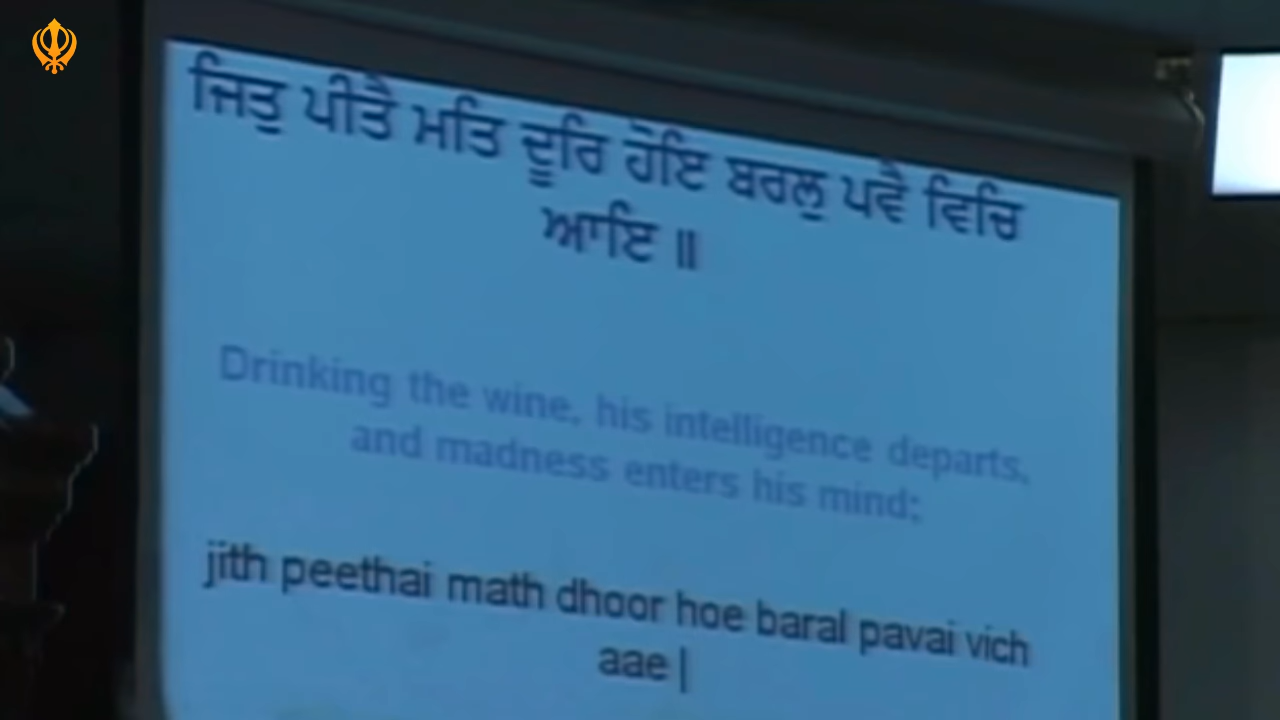 ਜਿਤੁ ਪੀਤੈ ਮਤਿ ਦੂਰਿ ਹੋਇ ਬਰਲੁ ਪਵੈ ਵਿਚਿ
ਆਇ ॥
Drinking the wine, his intelligence departs,
and madness enters his mind;
jith peethai math dhoor hoe baral pavai vich
aae |